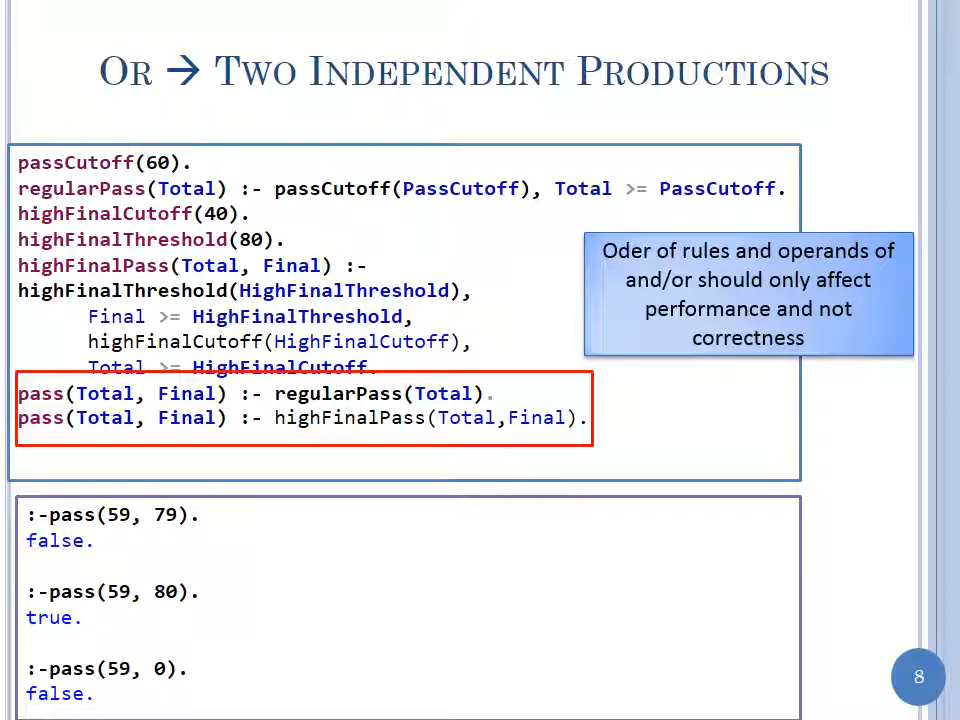 OR → TWO INDEPENDENT PRODUCTIONS
passCutoff(60).
regularPass(Total) :- passCutoff(PassCutoff), Total >= PassCutoff.
highFinalCutoff(40).
highFinalThreshold(80).
highFinalPass(Total, Final) :-
highFinalThreshold(HighFinalThreshold),
Final >= HighFinalThreshold,
highFinalCutoff(HighFinalCutoff),
Total >= HighFinalCutoff.
pass(Total, Final) :- regularPass(Total).
pass(Total, Final) :- highFinalPass(Total,Final).
Oder of rules and operands of
and/or should only affect
performance and not
correctness
:-pass(59, 79).
false.
:-pass(59, 80).
true.
:-pass(59, 0).
false.
8